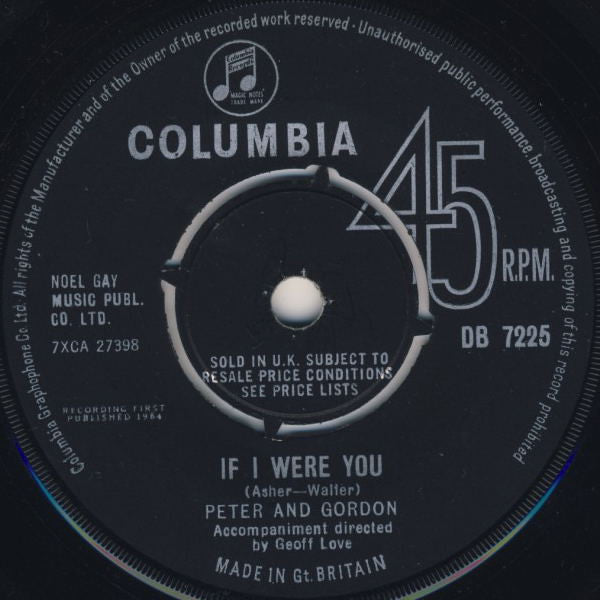 All rights of the Manufacturer and of the Owner of the recorded work reserved · Unauthorised public performance, broadcasting and copying of this record prohibited
Columbia Graphophone Co Ltd.
Columbia
Records
MAGIC NOTES
TRADE MARK
COLUMBIA
45
R.P.M.
NOEL GAY
MUSIC PUBL.
CO. LTD.
7XCA 27398
DB 7225
SOLD IN U.K. SUBJECT TO
RESALE PRICE CONDITIONS
SEE PRICE LISTS
RECORDING FIRST
PUBLISHED 1964
IF I WERE YOU
(Asher—Walter)
PETER AND GORDON
Accompaniment directed
by Geoff Love
MADE IN Gt. BRITAIN